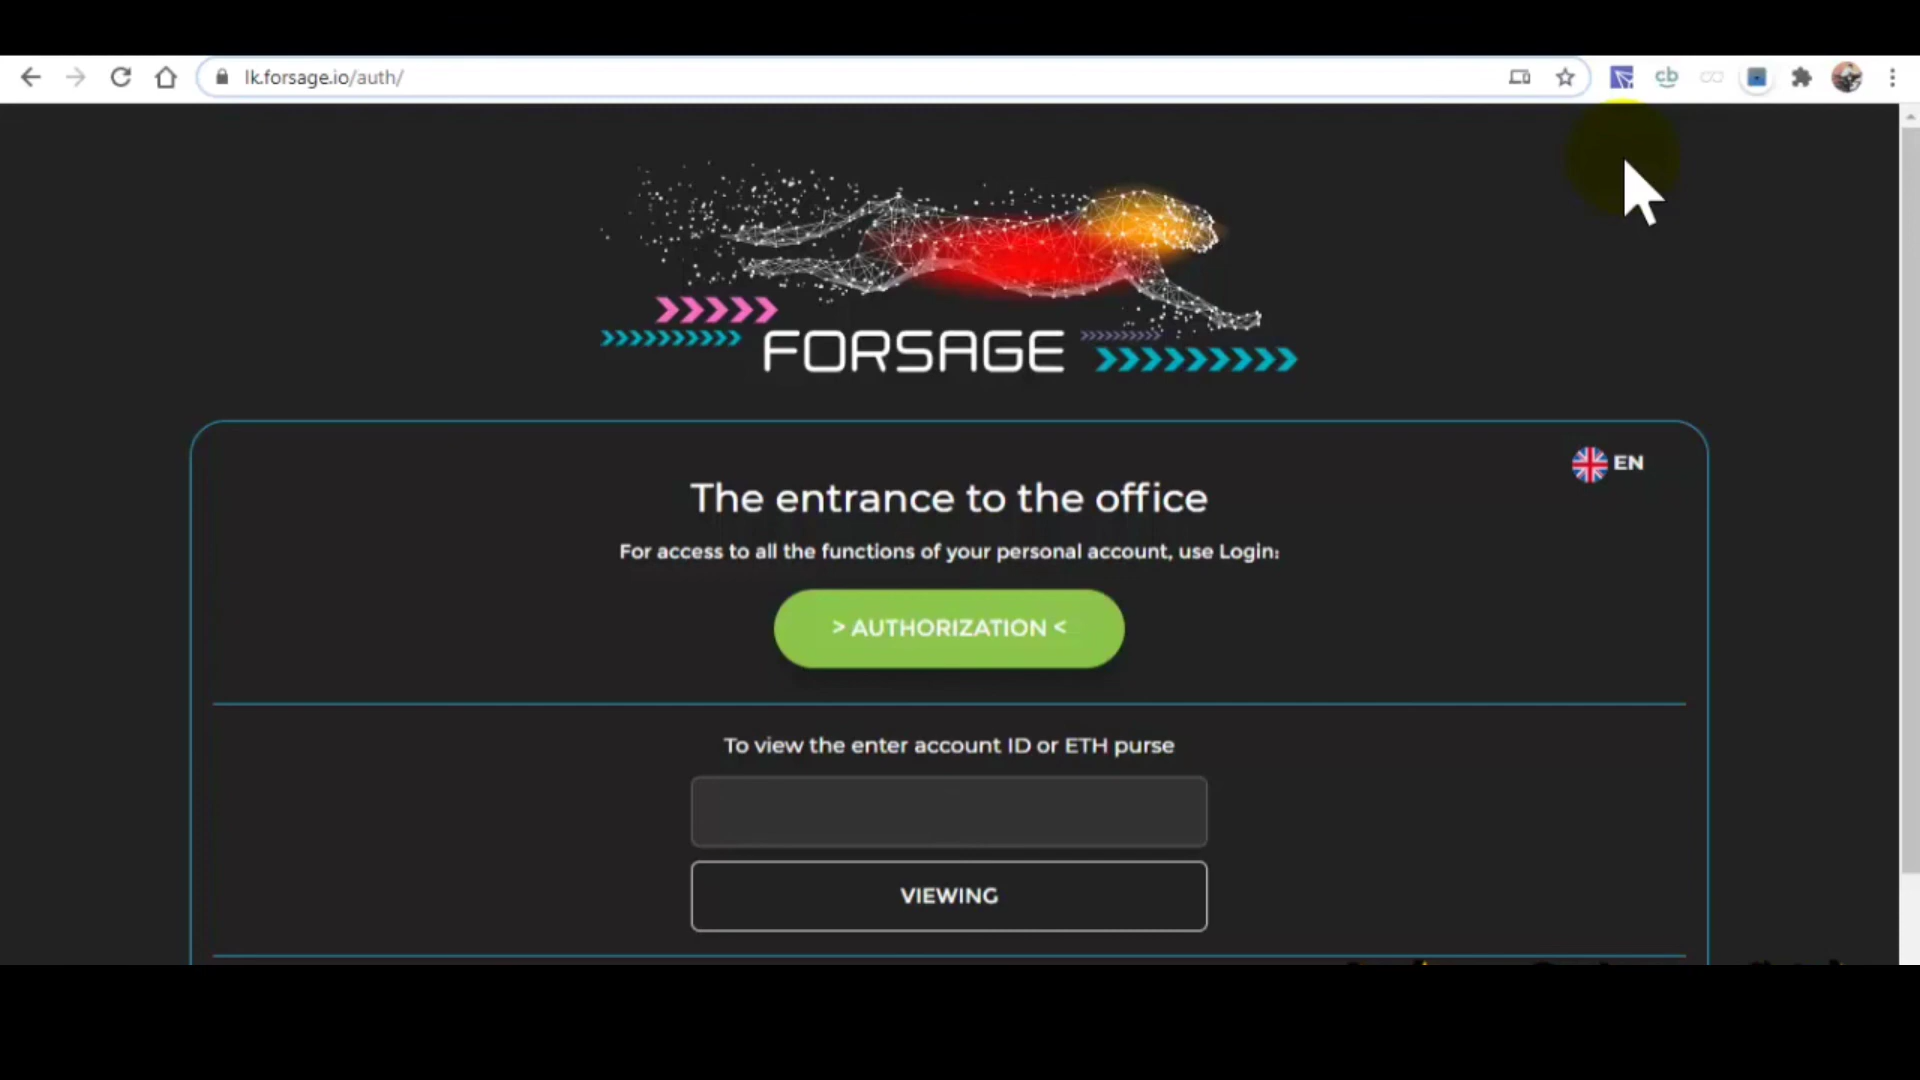 lk.forsage.io/auth/
cb
FORSAGE
EN
The entrance to the office
For access to all the functions of your personal account, use Login:
> AUTHORIZATION <
To view the enter account ID or ETH purse
VIEWING